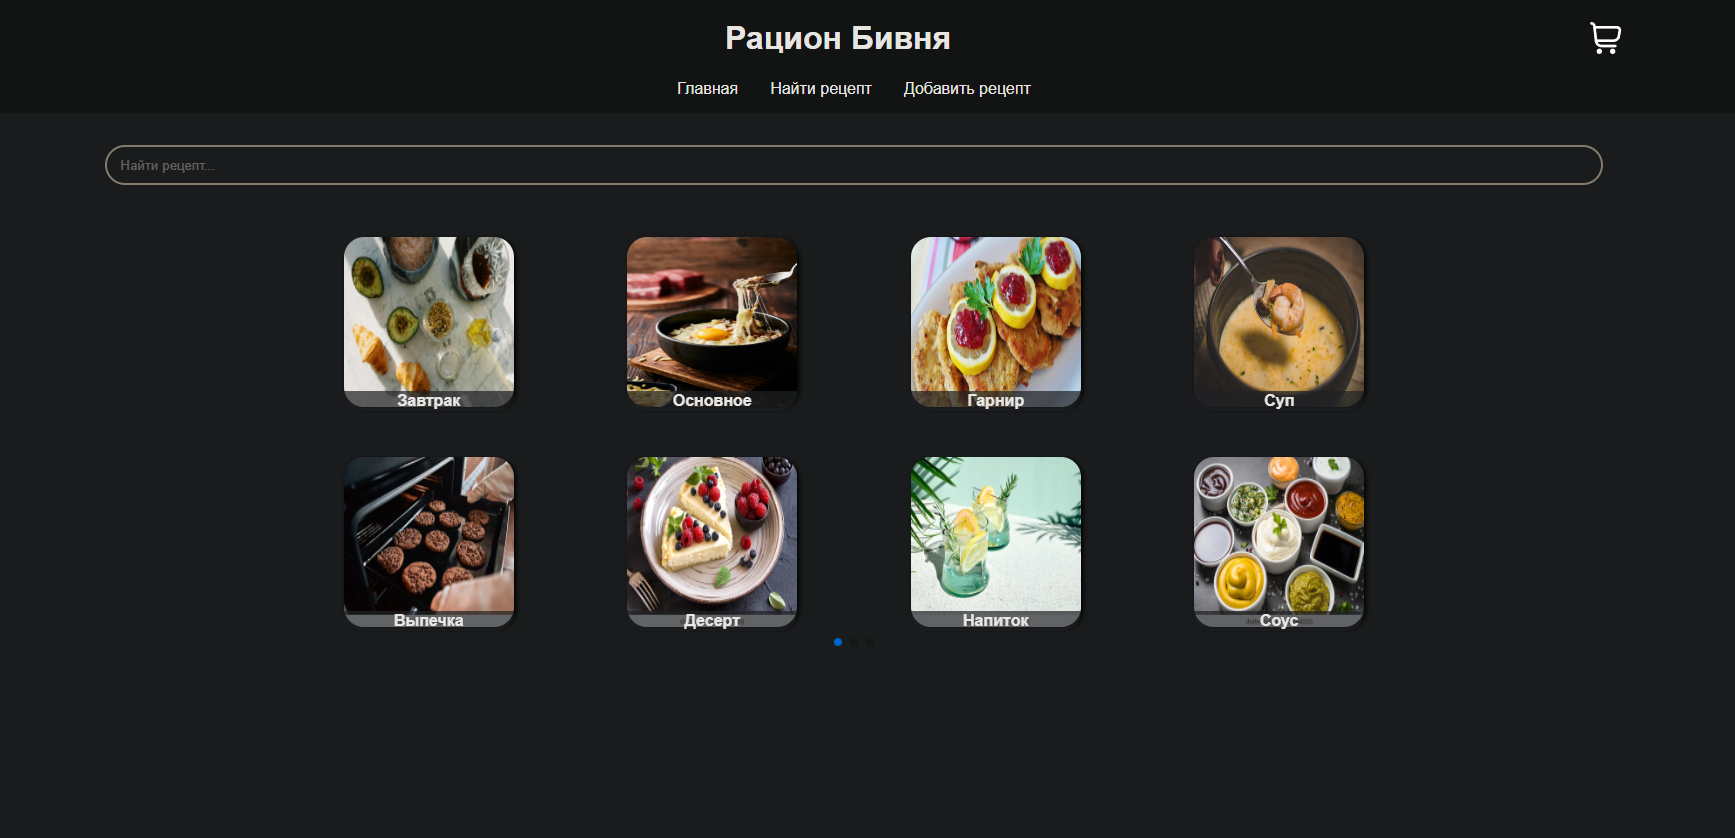 Рацион Бивня
Главная Найти рецепт Добавить рецепт
Найти рецепт...
Завтрак Основное Гарнир Суп
Выпечка Десерт Напиток Соус